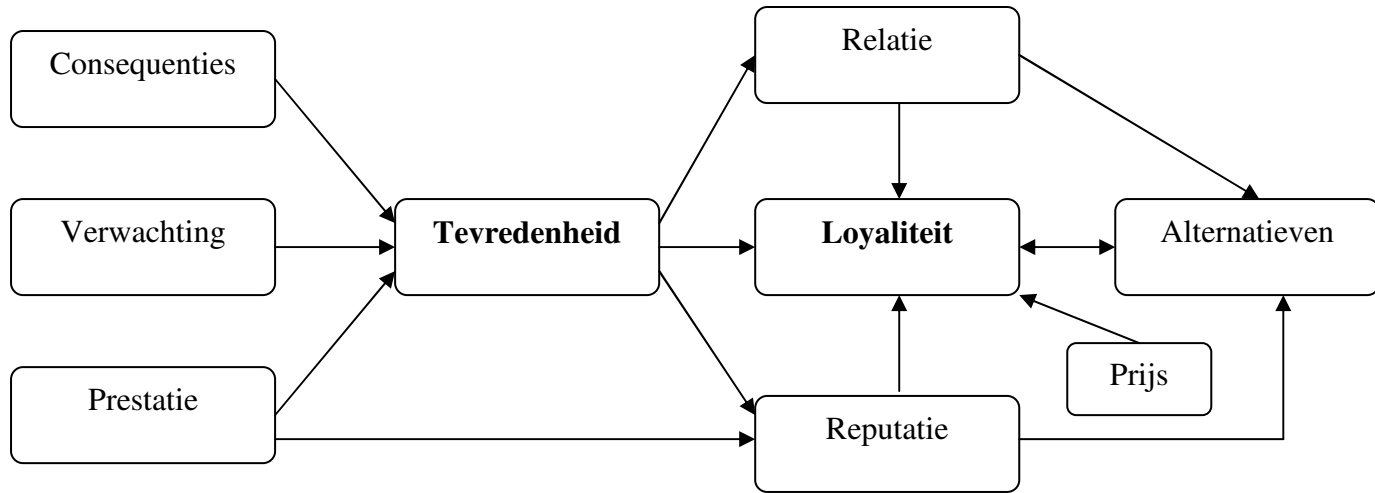 Consequenties
Verwachting
Prestatie
Tevredenheid
Relatie
Loyaliteit
Reputatie
Alternatieven
Prijs